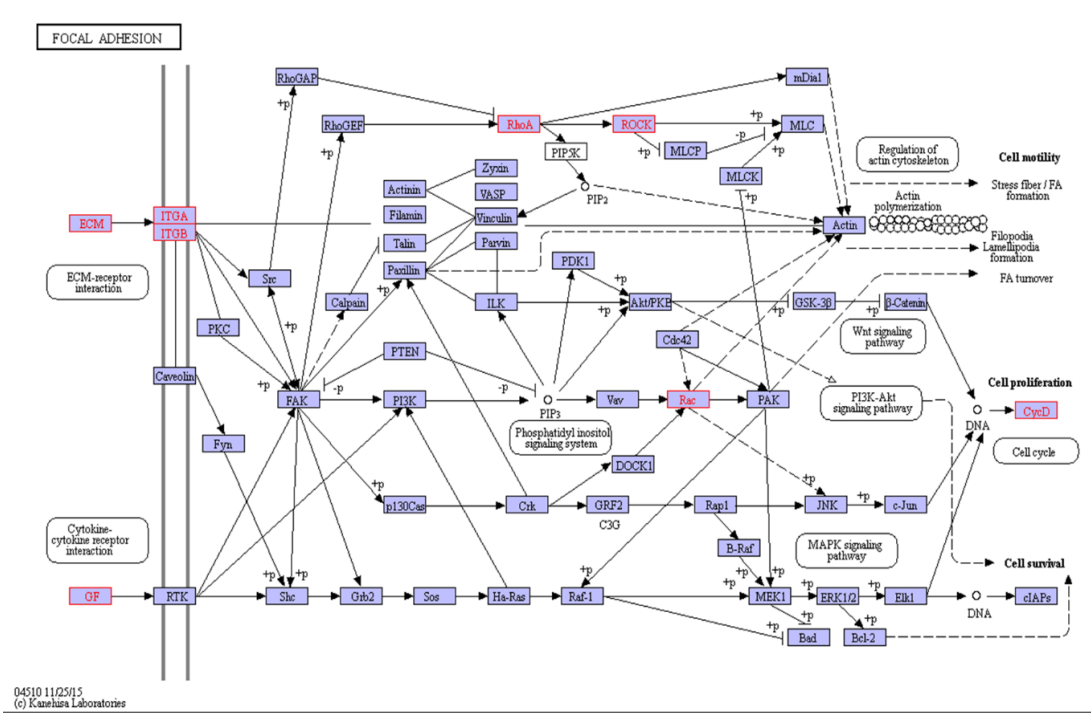 FOCAL ADHESION
RhoGAP
mDia1
+p
RhoGEF
RhoA
ROCK
+p
MLC
+p
PIP5K
+p
MLCP
-p
+p
MLCK
+p
Regulation of
actin cytoskeleton
Cell motility
Stress fiber / FA
formation
Actinin
Zyxin
VASP
PIP2
Actin
polymerization
ECM
ITGA
ITGB
Filamin
Vinculin
Actin
Talin
Parvin
Filopodia
Lamellipodia
formation
ECM-receptor
interaction
Src
Paxillin
PDK1
FA turnover
+p
+p
PKC
+p
Calpain
ILK
+p
Akt/PKB
+p
GSK-3β
+p
β-Catenin
PTEN
Cdc42
Wnt signaling
pathway
Caveolin
+p
-p
-p
FAK
PI3K
PIP3
Vav
Rac
PAK
PI3K-Akt
signaling pathway
Cell proliferation
CycD
DNA
Fyn
Phosphatidyl inositol
signaling system
Cell cycle
DOCK1
+p
p130Cas
Crk
GRF2
C3G
Rap1
+p
JNK
+p
c-Jun
Cytokine-
cytokine receptor
interaction
B-Raf
MAPK signaling
pathway
Cell survival
+p
+p
+p
+p
+p
+p
+p
GF
RTK
Shc
Grb2
Sos
Ha-Ras
Raf-1
MEK1
ERK1/2
Elk1
DNA
cIAPs
+p
+p
+p
Bad
Bcl-2
04510 11/25/15
(c) Kanehisa Laboratories